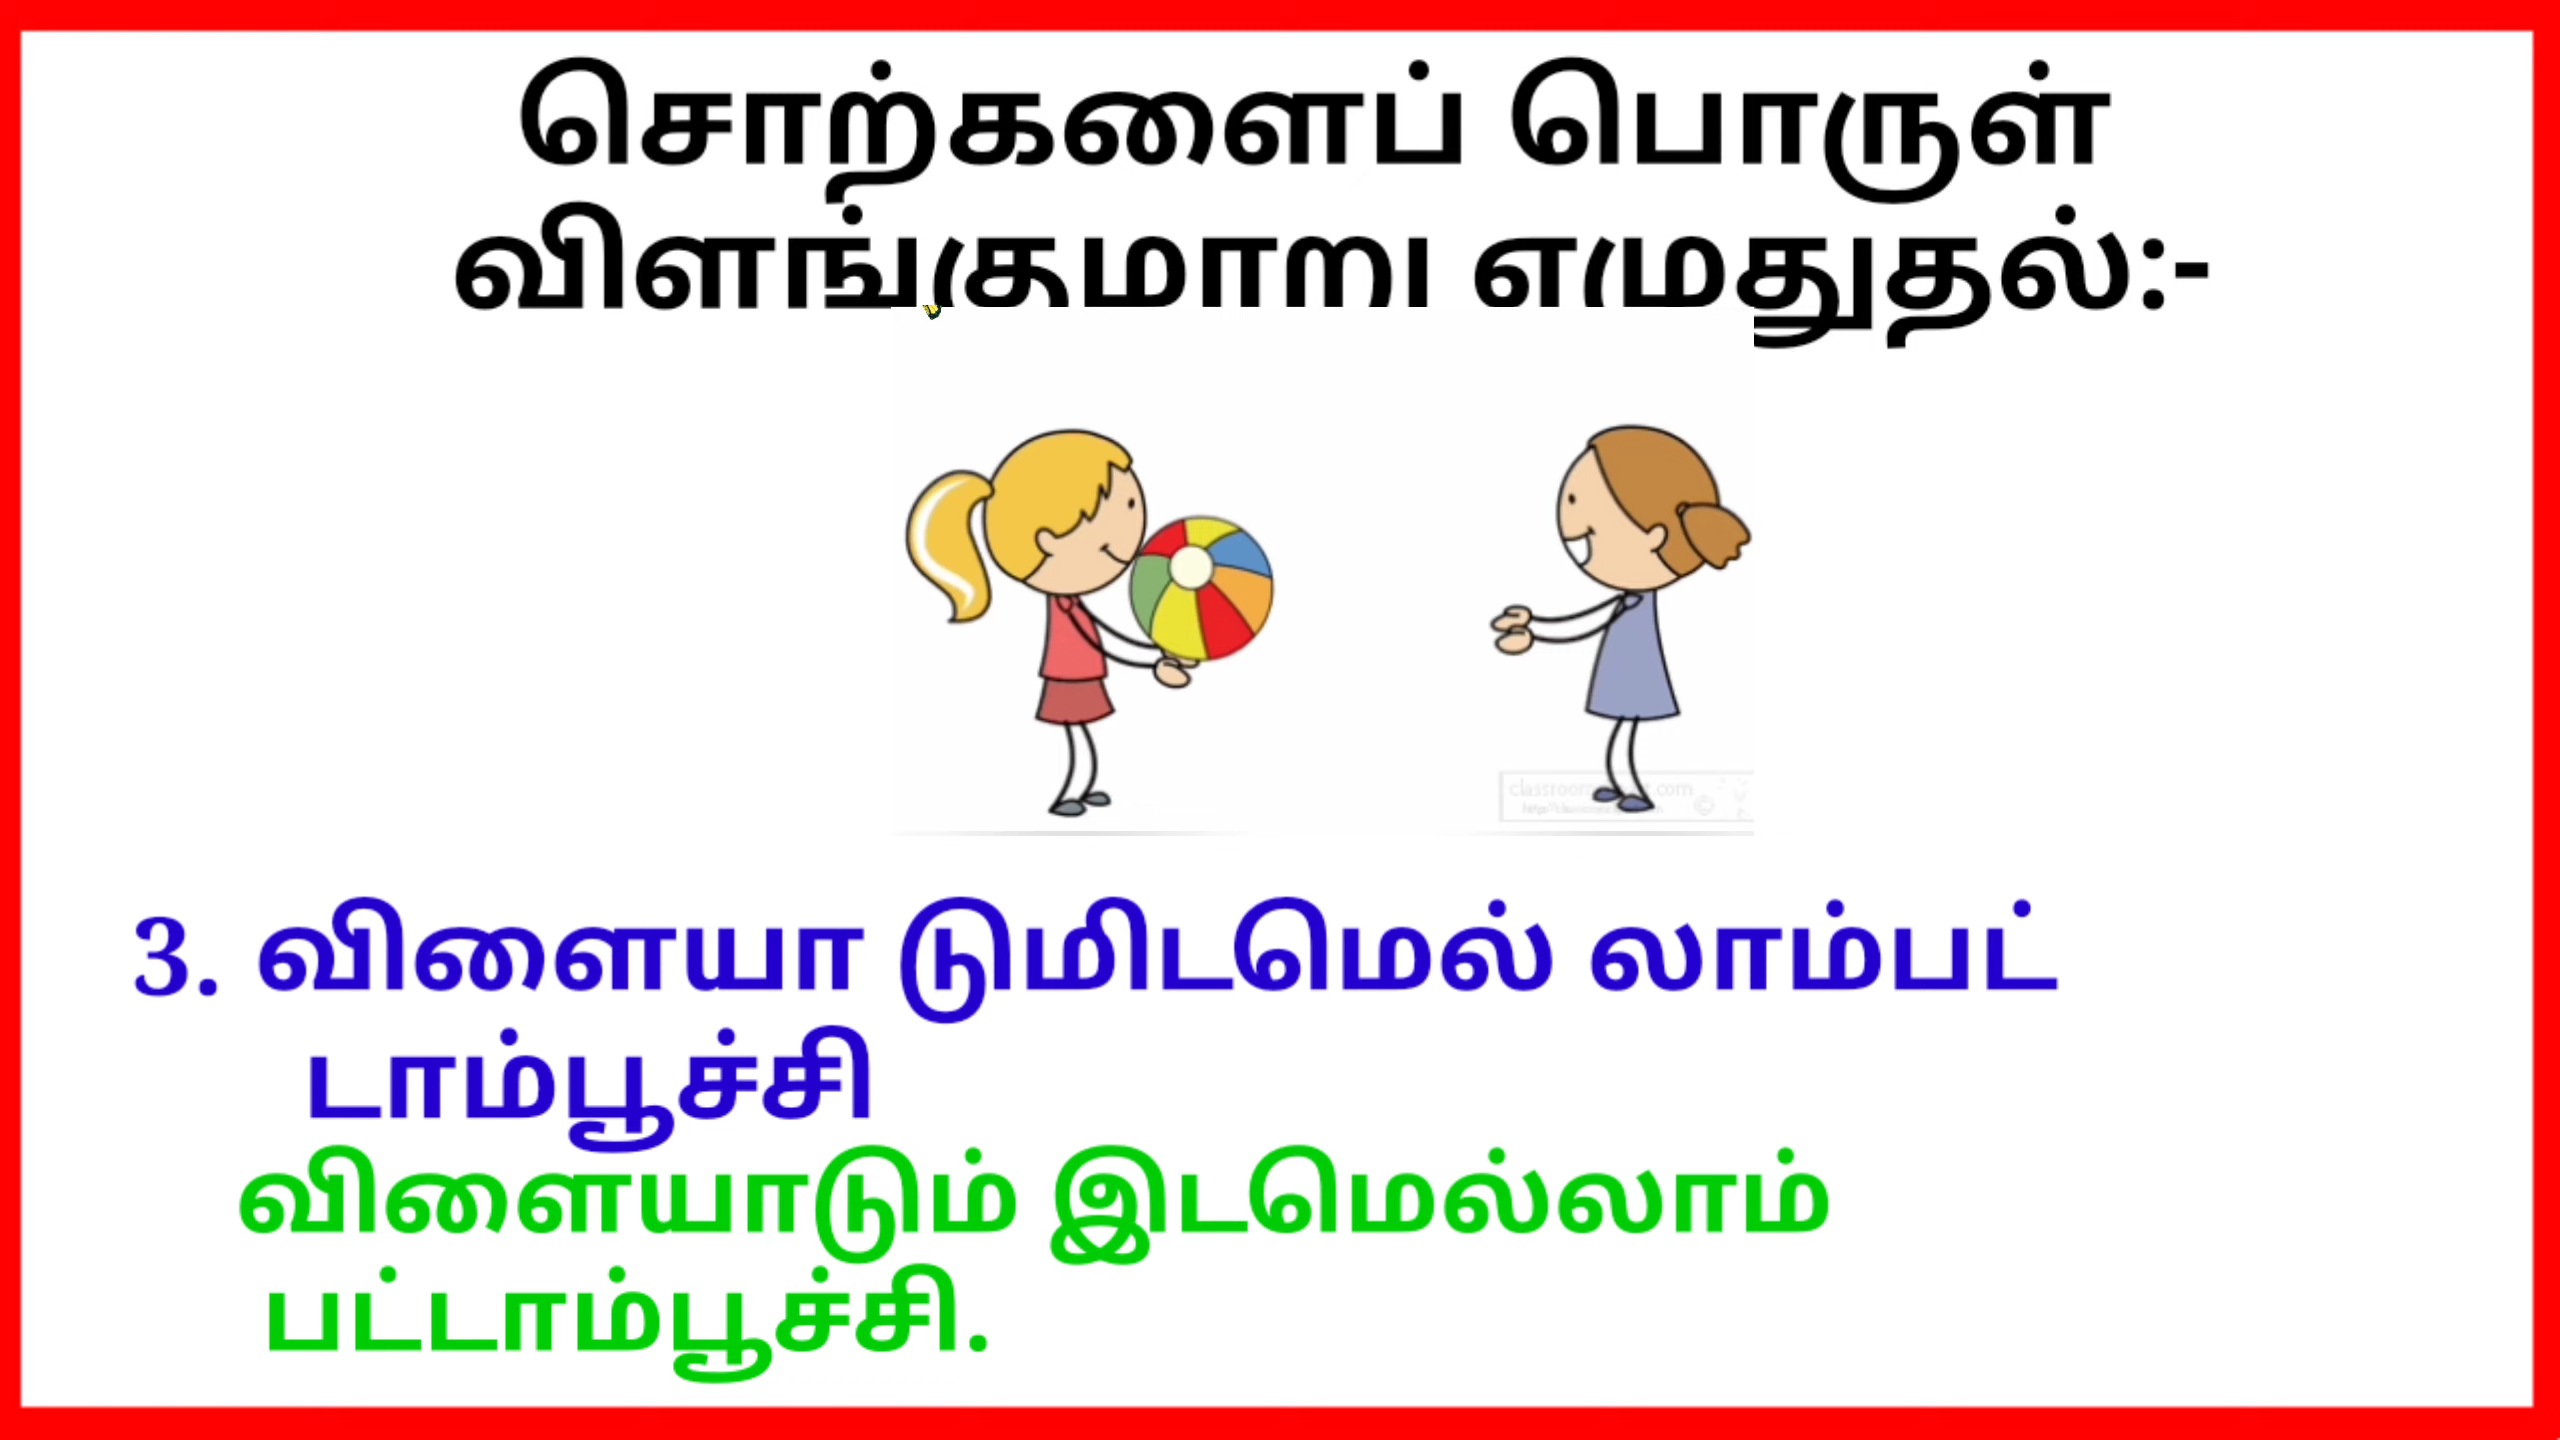 சொற்களைப் பொருள்
விளங்குமாறு எழுதுதல்:-
3. விளையா டுமிடமெல் லாம்பட்
டாம்பூச்சி
விளையாடும் இடமெல்லாம்
பட்டாம்பூச்சி.